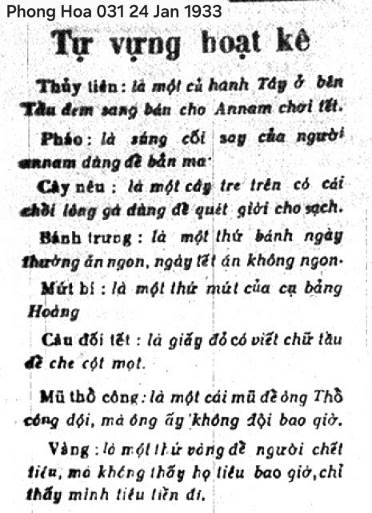 Phong Hoa 031 24 Jan 1933
Tự vựng hoạt kê
Thủy tiên : là một củ hành Tây ở bên
Tầu đem sang bán cho Annam chơi tết.
Pháo : là súng cối say của người
annam dùng để bắn ma.
Cây nêu : là một cây tre trên có cái
chổi lông gà dùng để quét giời cho sạch.
Bánh trưng : là một thứ bánh ngày
thường ăn ngon, ngày tết ăn không ngon.
Mứt bí : là một thứ mứt của cụ bảng
Hoàng
Câu đối tết : là giấy đỏ có viết chữ tầu
để che cột mọt.
Mũ thổ công : là một cái mũ để ông Thổ
công đội, mà ông ấy không đội bao giờ.
Vàng : là một thứ vàng để người chết
tiêu, mà không thấy họ tiêu bao giờ, chỉ
thấy mình tiêu tiền đi.